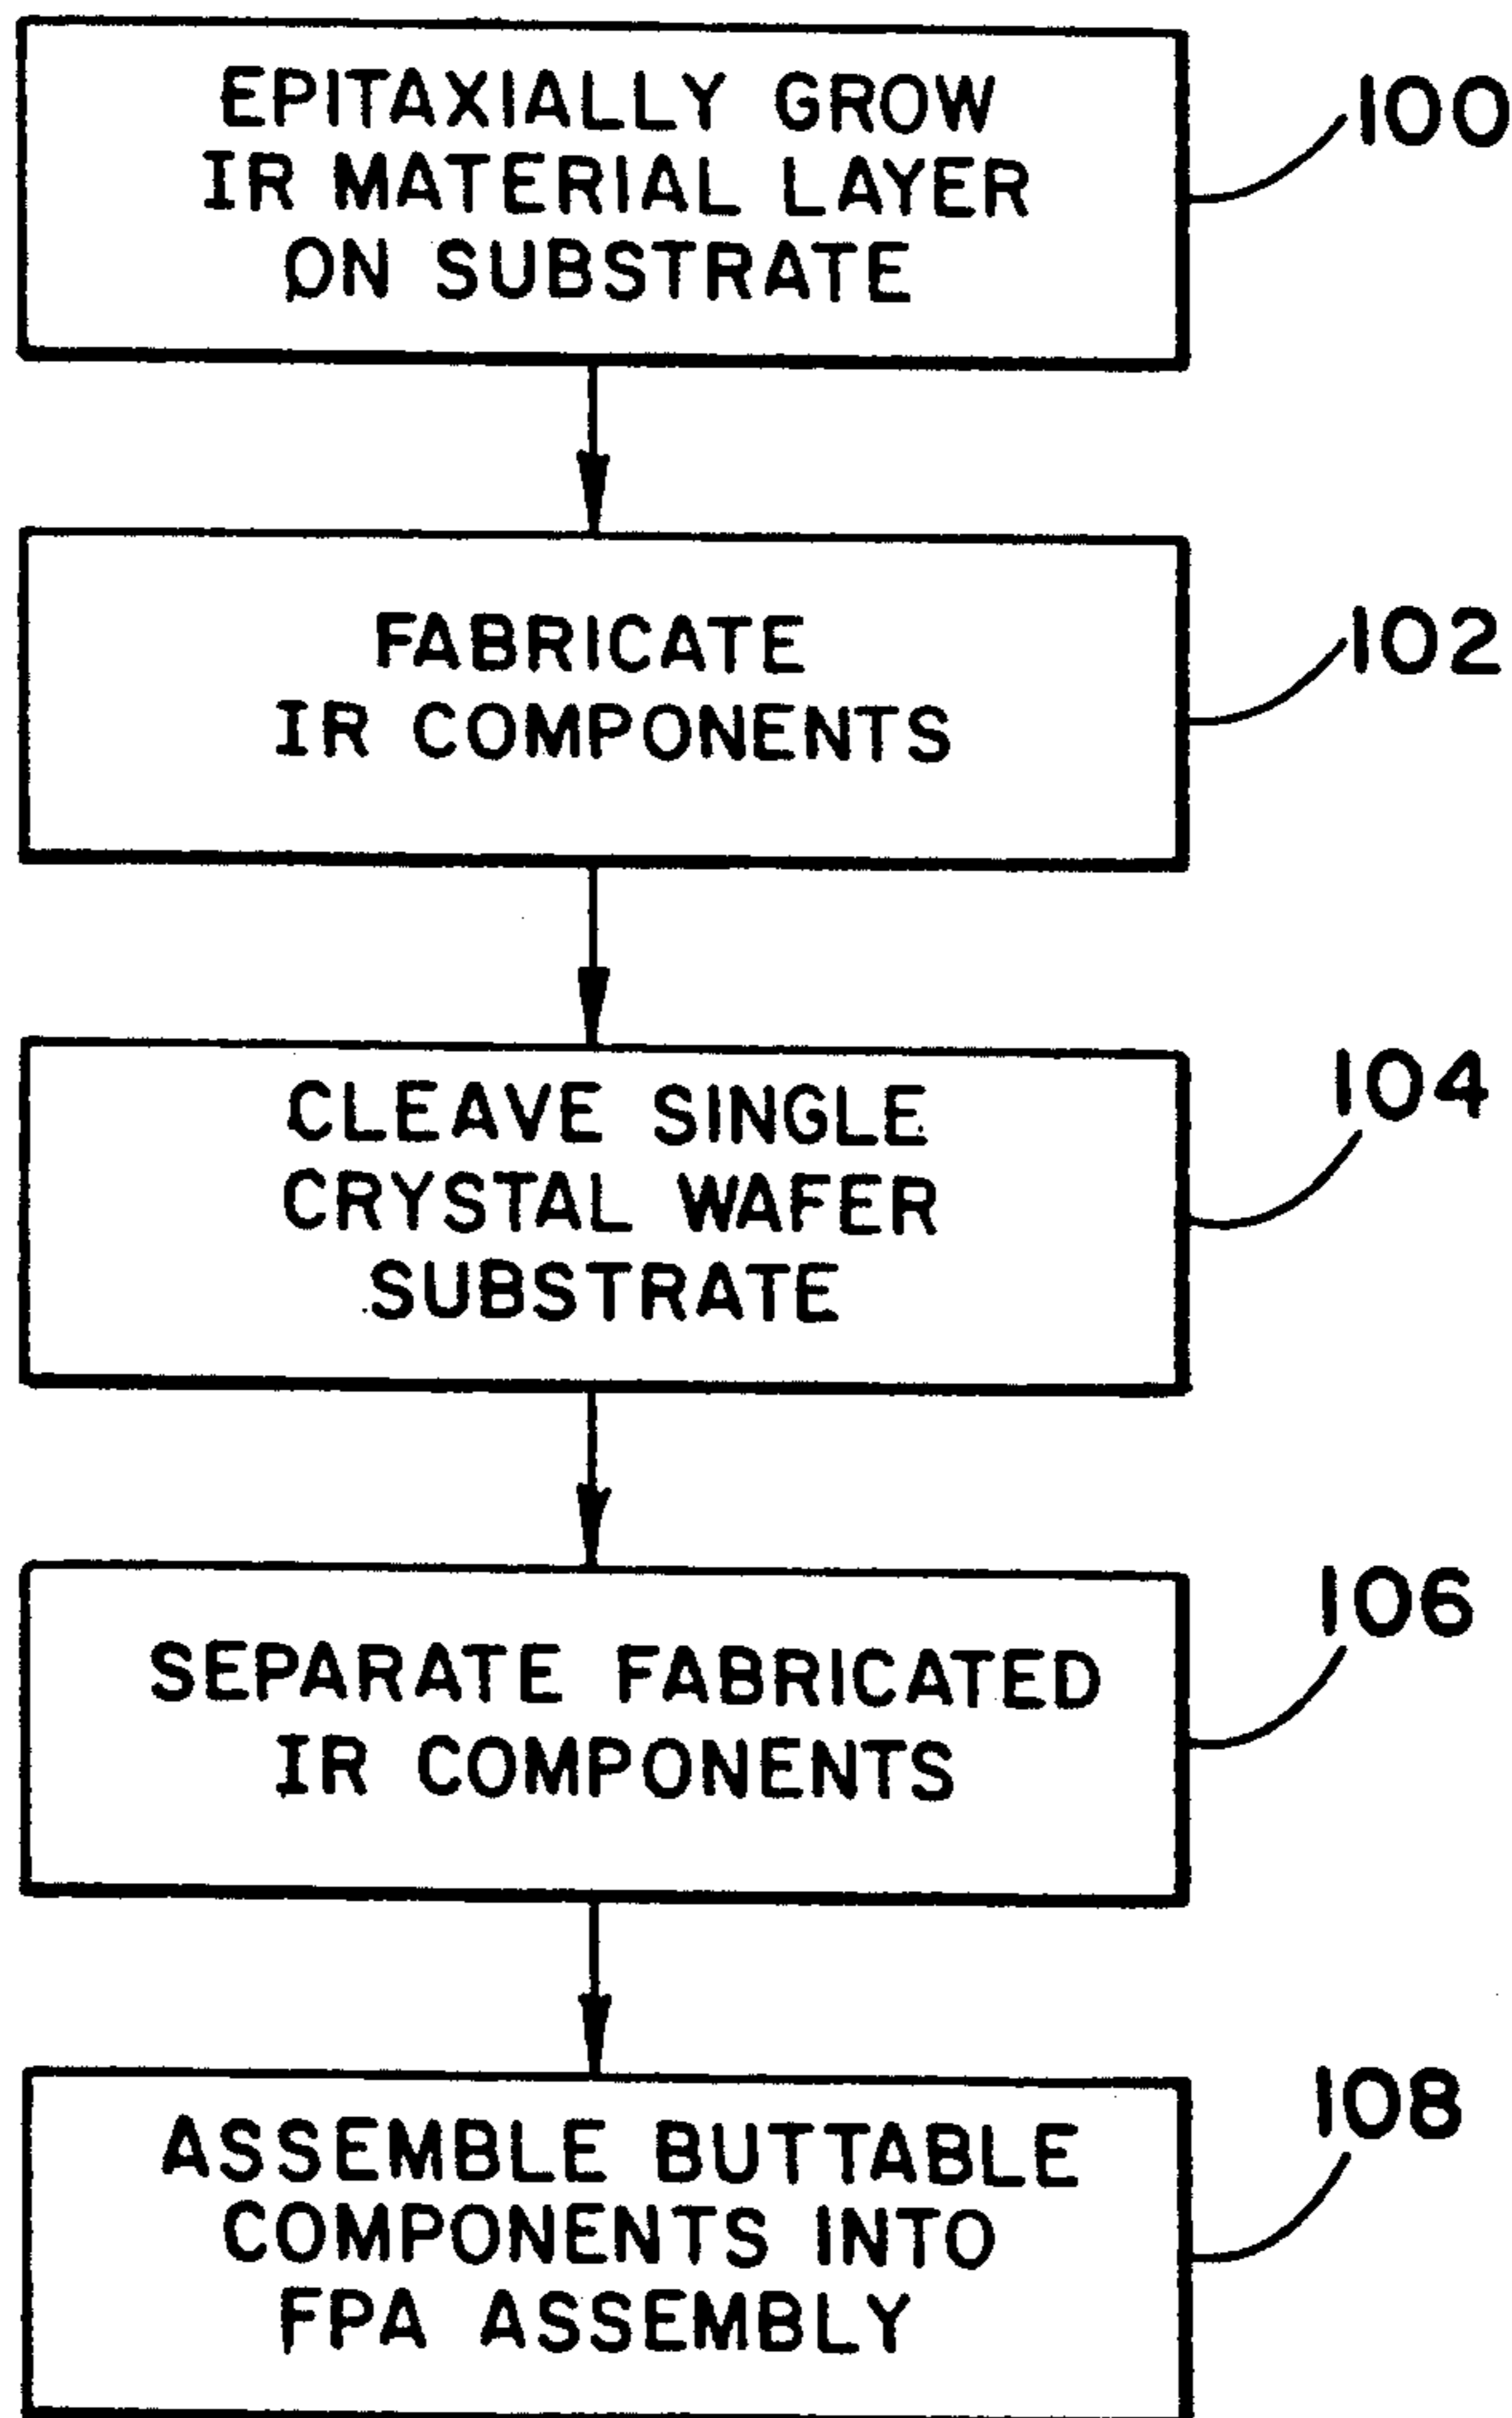 EPITAXIALLY GROW
IR MATERIAL LAYER
ON SUBSTRATE
100
FABRICATE
IR COMPONENTS
102
CLEAVE SINGLE
CRYSTAL WAFER
SUBSTRATE
104
SEPARATE FABRICATED
IR COMPONENTS
106
ASSEMBLE BUTTABLE
COMPONENTS INTO
FPA ASSEMBLY
108